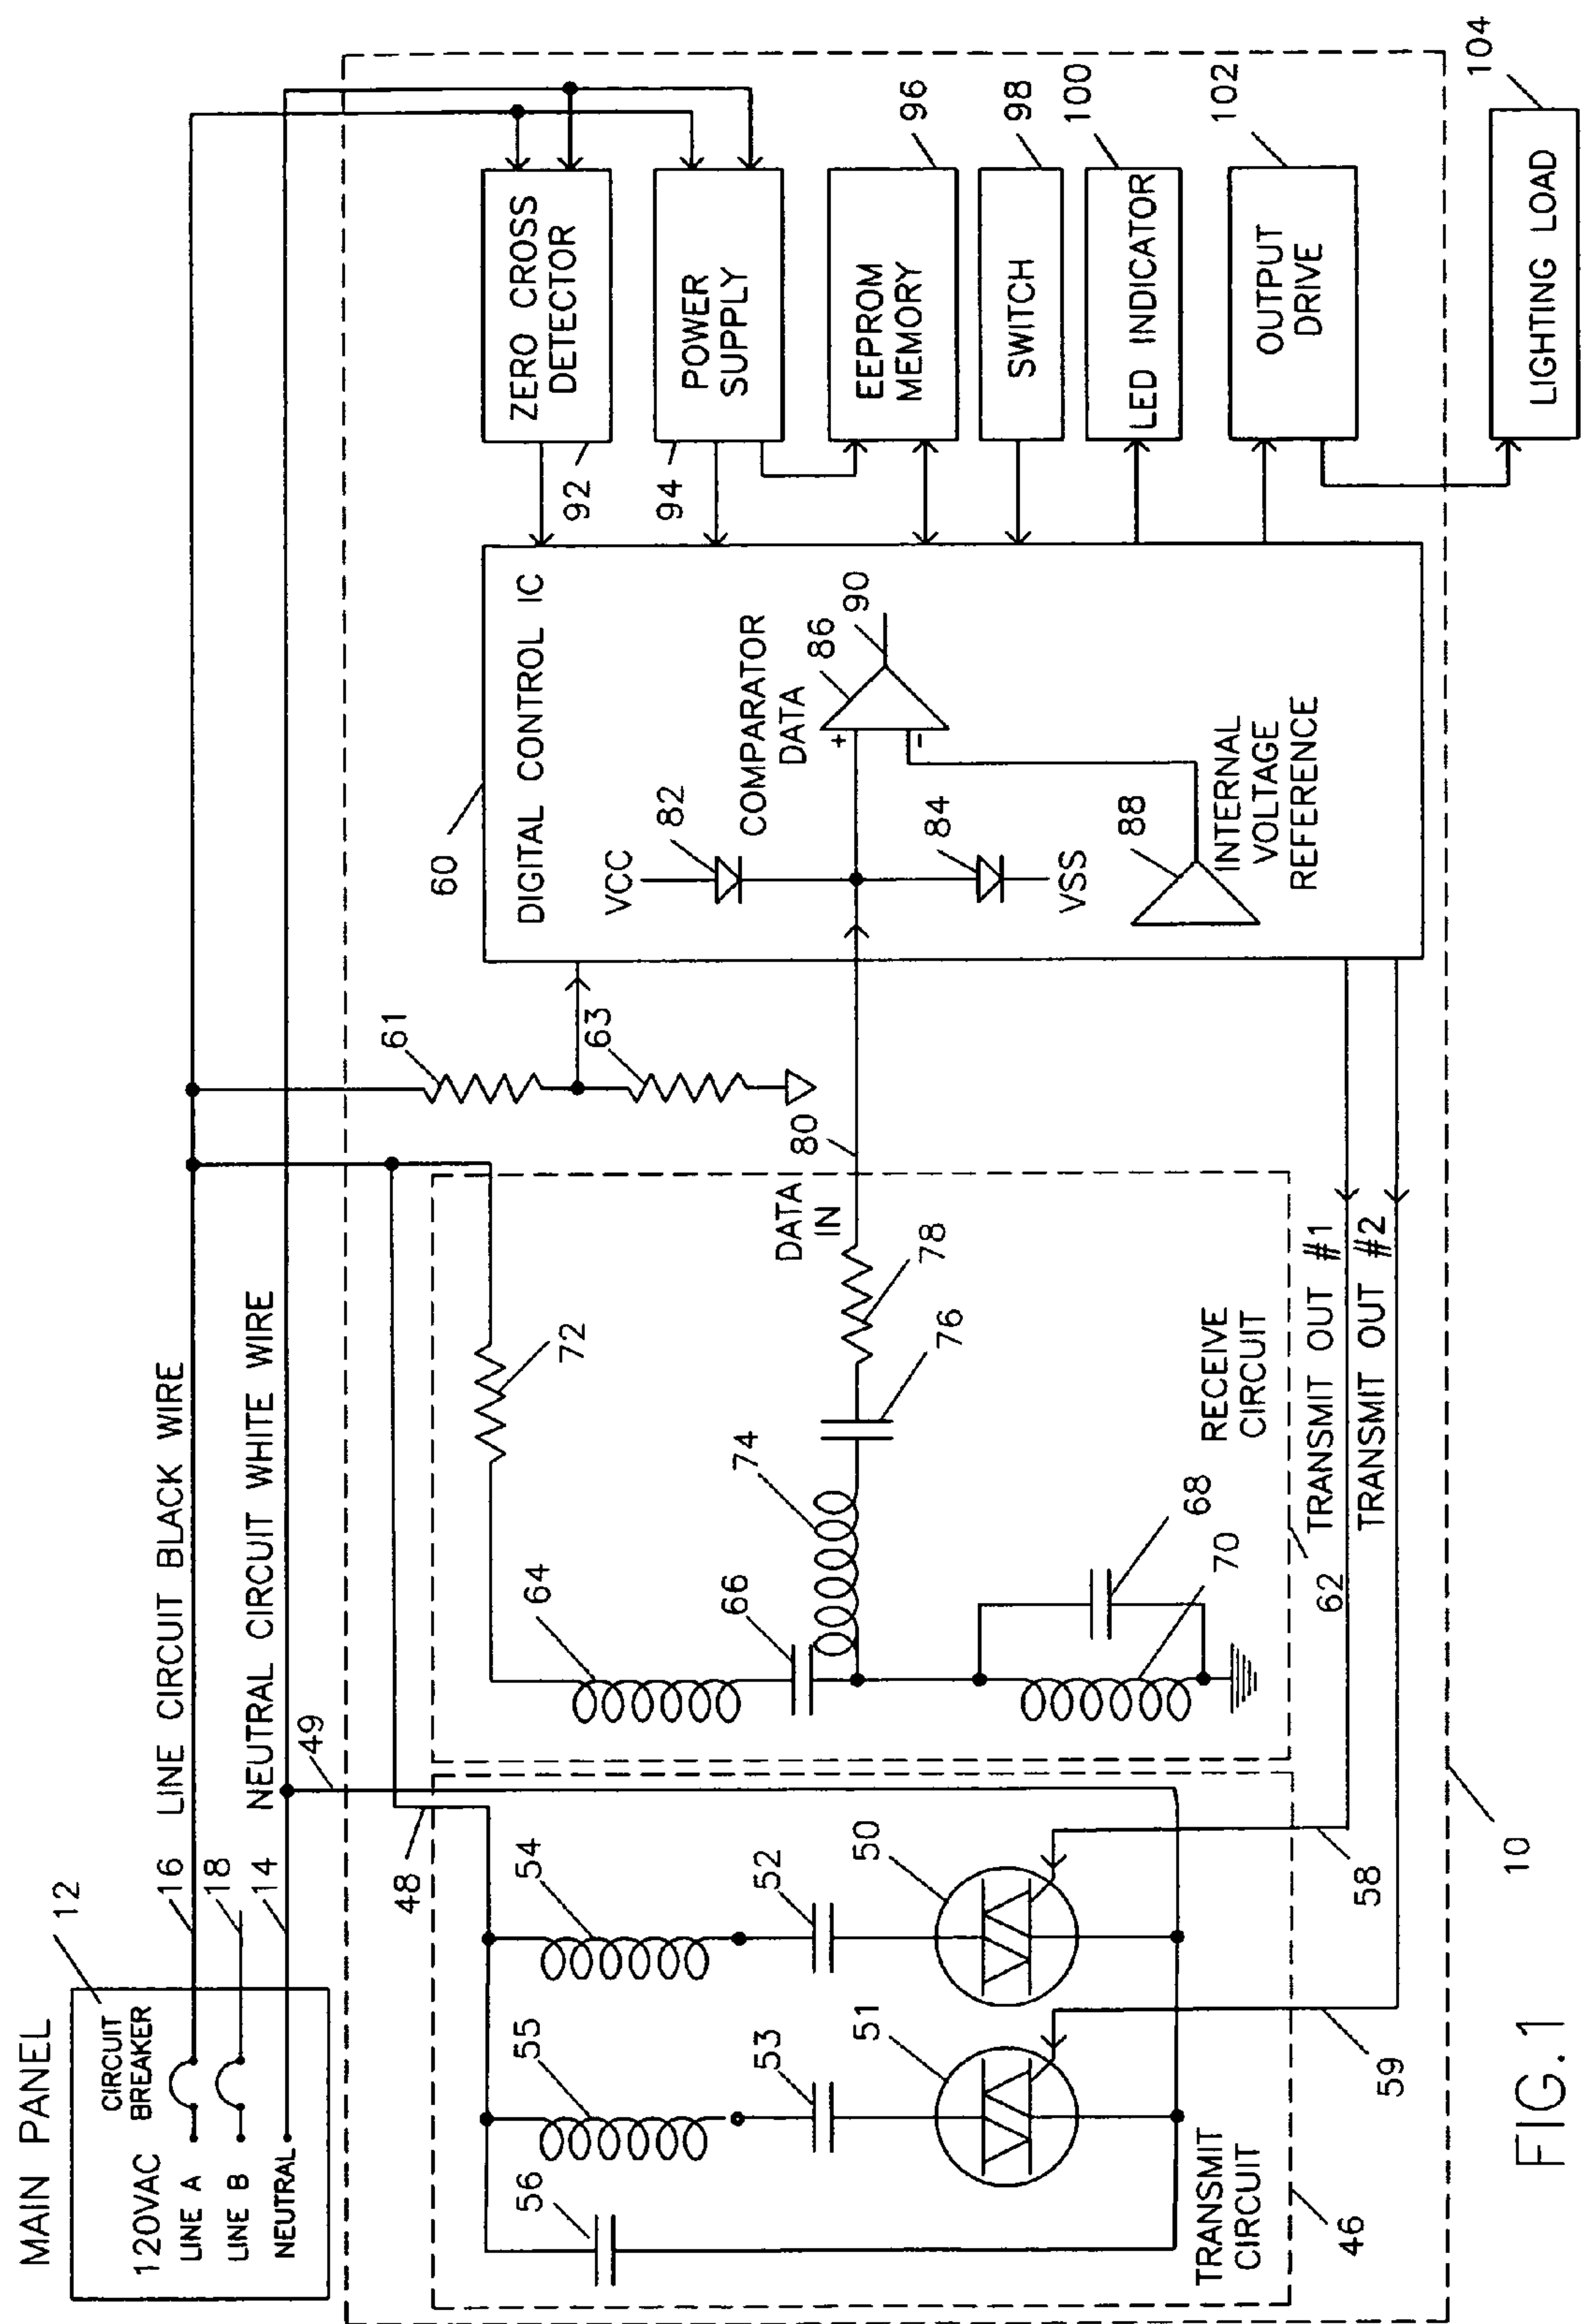 MAIN PANEL
12
CIRCUIT
BREAKER
120VAC
LINE A
LINE B
NEUTRAL
16
LINE CIRCUIT BLACK WIRE
18
14
NEUTRAL CIRCUIT WHITE WIRE
49
48
54
55
52
53
50
51
56
TRANSMIT
CIRCUIT
46
58
59
10
64
66
72
74
76
78
68
70
RECEIVE
CIRCUIT
62
DATA
IN
80
61
63
TRANSMIT OUT #1
TRANSMIT OUT #2
60
DIGITAL CONTROL IC
VCC
82
COMPARATOR
DATA
86
90
+
-
84
VSS
88
INTERNAL
VOLTAGE
REFERENCE
ZERO CROSS
DETECTOR
92
POWER
SUPPLY
94
EEPROM
MEMORY
96
SWITCH
98
LED INDICATOR
100
OUTPUT
DRIVE
102
LIGHTING LOAD
104
FIG.1